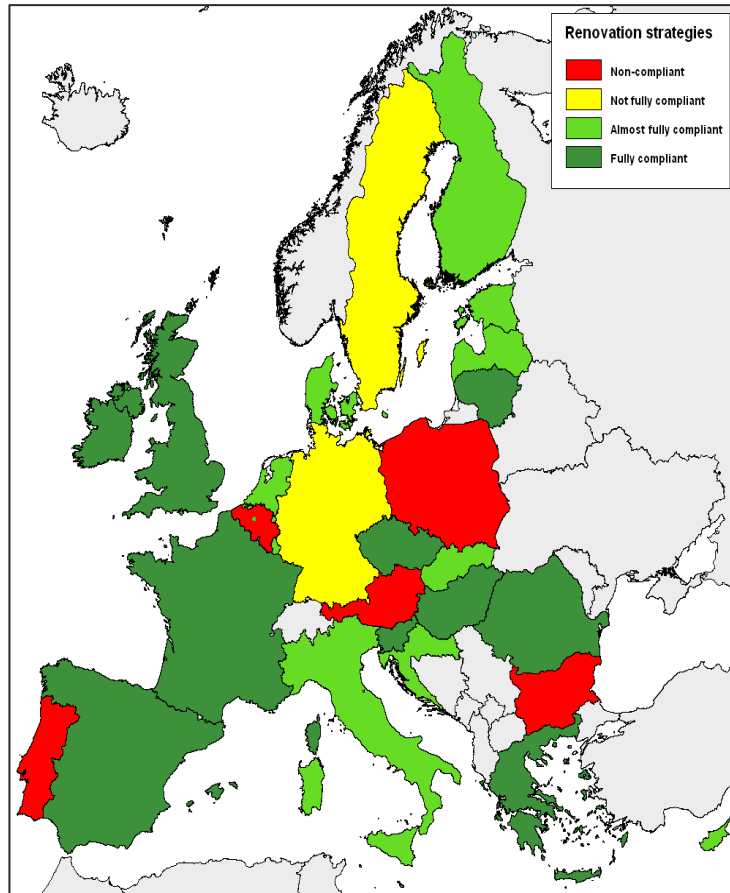 Renovation strategies
Non-compliant
Not fully compliant
Almost fully compliant
Fully compliant